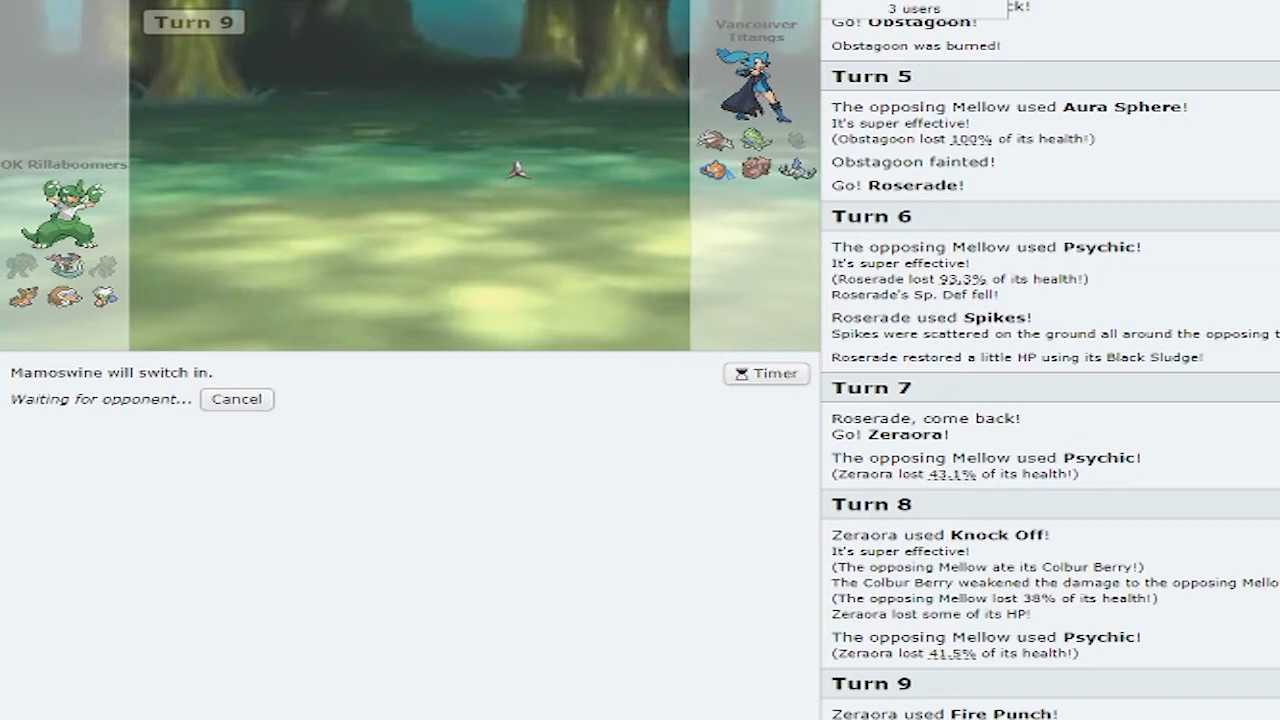 Turn 9
Vancouver
Titangs
OK Rillaboomers
Mamoswine will switch in.
Timer
Waiting for opponent... Cancel
3 users
ck!
Go! Obstagoon!
Obstagoon was burned!
Turn 5
The opposing Mellow used Aura Sphere!
It's super effective!
(Obstagoon lost 100% of its health!)
Obstagoon fainted!
Go! Roserade!
Turn 6
The opposing Mellow used Psychic!
It's super effective!
(Roserade lost 93.3% of its health!)
Roserade's Sp. Def fell!
Roserade used Spikes!
Spikes were scattered on the ground all around the opposing t
Roserade restored a little HP using its Black Sludge!
Turn 7
Roserade, come back!
Go! Zeraora!
The opposing Mellow used Psychic!
(Zeraora lost 43.1% of its health!)
Turn 8
Zeraora used Knock Off!
It's super effective!
(The opposing Mellow ate its Colbur Berry!)
The Colbur Berry weakened the damage to the opposing Mello
(The opposing Mellow lost 38% of its health!)
Zeraora lost some of its HP!
The opposing Mellow used Psychic!
(Zeraora lost 41.5% of its health!)
Turn 9
Zeraora used Fire Punch!